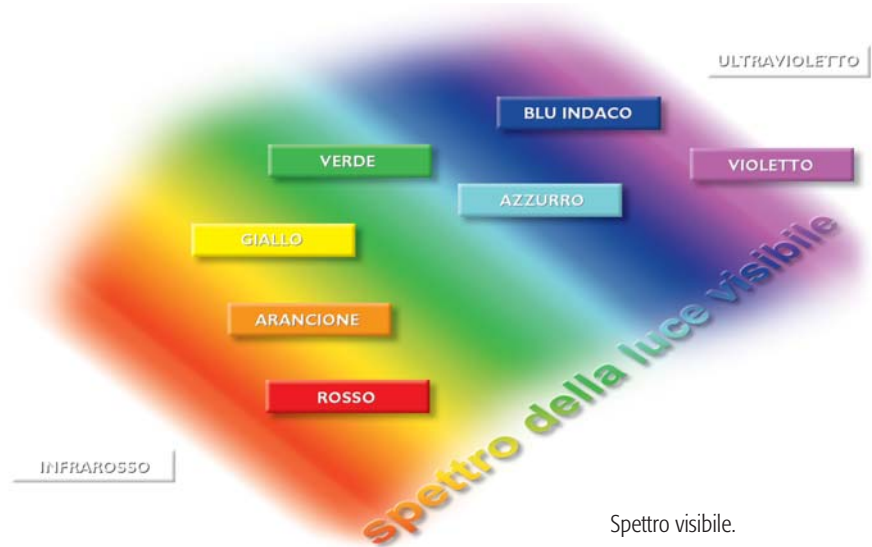 ULTRAVIOLETTO
BLU INDACO
VERDE
VIOLETTO
AZZURRO
GIALLO
ARANCIONE
ROSSO
INFRAROSSO
spettro della luce visibile
Spettro visibile.